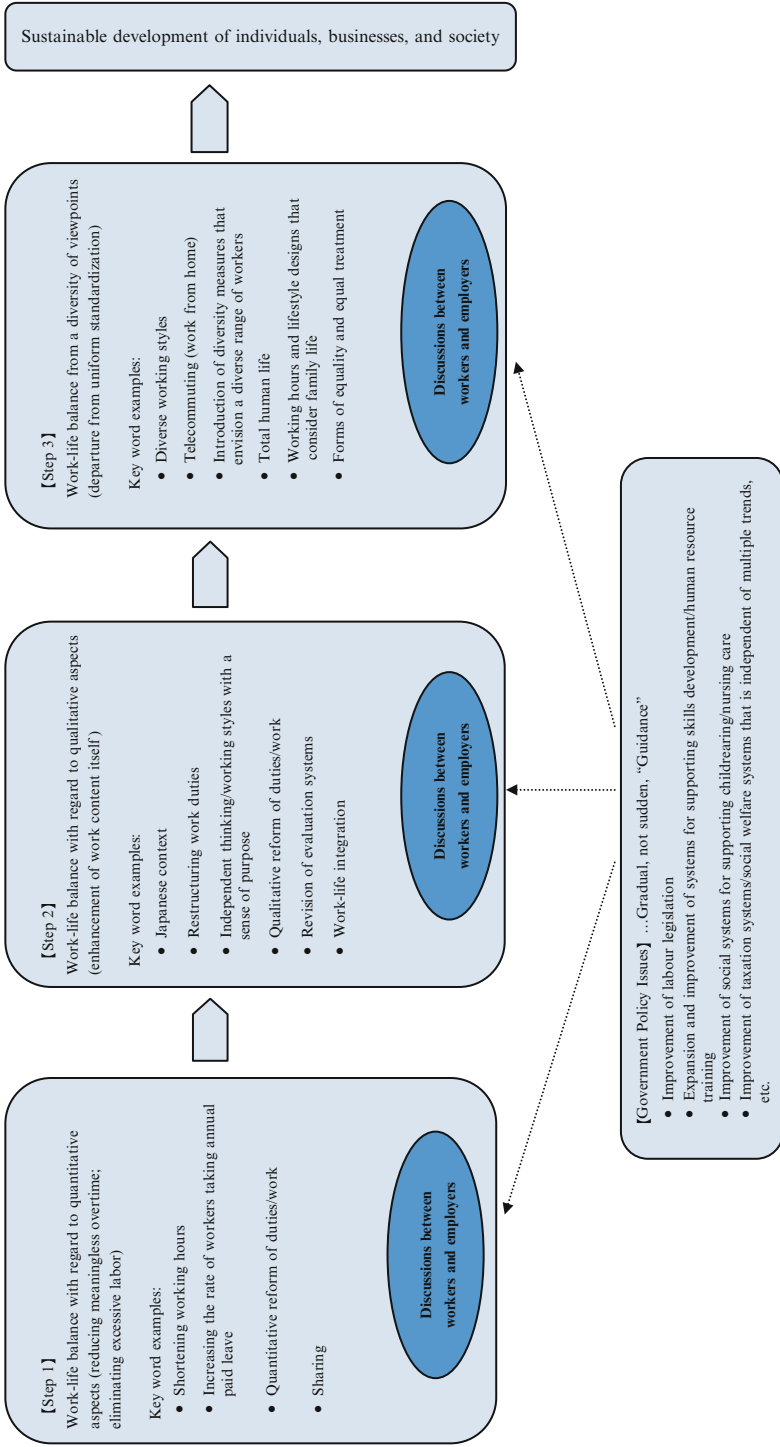 【Step 1】
Work-life balance with regard to quantitative
aspects (reducing meaningless overtime;
eliminating excessive labor)
Key word examples:
● Shortening working hours
● Increasing the rate of workers taking annual
paid leave
● Quantitative reform of duties/work
● Sharing
Discussions between
workers and employers
【Step 2】
Work-life balance with regard to qualitative aspects
(enhancement of work content itself)
Key word examples:
● Japanese context
● Restructuring work duties
● Independent thinking/working styles with a
sense of purpose
● Qualitative reform of duties/work
● Revision of evaluation systems
● Work-life integration
Discussions between
workers and employers
【Step 3】
Work-life balance from a diversity of viewpoints
(departure from uniform standardization)
Key word examples:
● Diverse working styles
● Telecommuting (work from home)
● Introduction of diversity measures that
envision a diverse range of workers
● Total human life
● Working hours and lifestyle designs that
consider family life
● Forms of equality and equal treatment
Discussions between
workers and employers
Sustainable development of individuals, businesses, and society
【Government Policy Issues】 …Gradual, not sudden, “Guidance”
● Improvement of labour legislation
● Expansion and improvement of systems for supporting skills development/human resource
training
● Improvement of social systems for supporting childrearing/nursing care
● Improvement of taxation systems/social welfare systems that is independent of multiple trends,
etc.